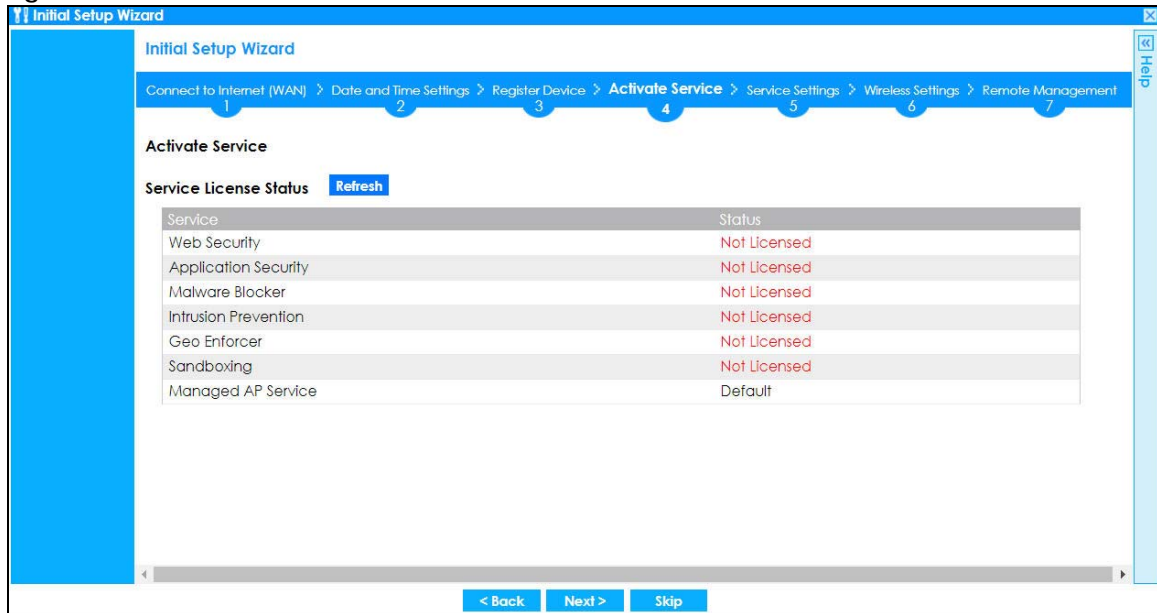 Initial Setup Wizard
Initial Setup Wizard
« Help
Connect to Internet (WAN) > Date and Time Settings > Register Device > Activate Service > Service Settings > Wireless Settings > Remote Management
1 2 3 4 5 6 7
Activate Service
Service License Status Refresh
Service Status
Web Security Not Licensed
Application Security Not Licensed
Malware Blocker Not Licensed
Intrusion Prevention Not Licensed
Geo Enforcer Not Licensed
Sandboxing Not Licensed
Managed AP Service Default
< Back Next > Skip